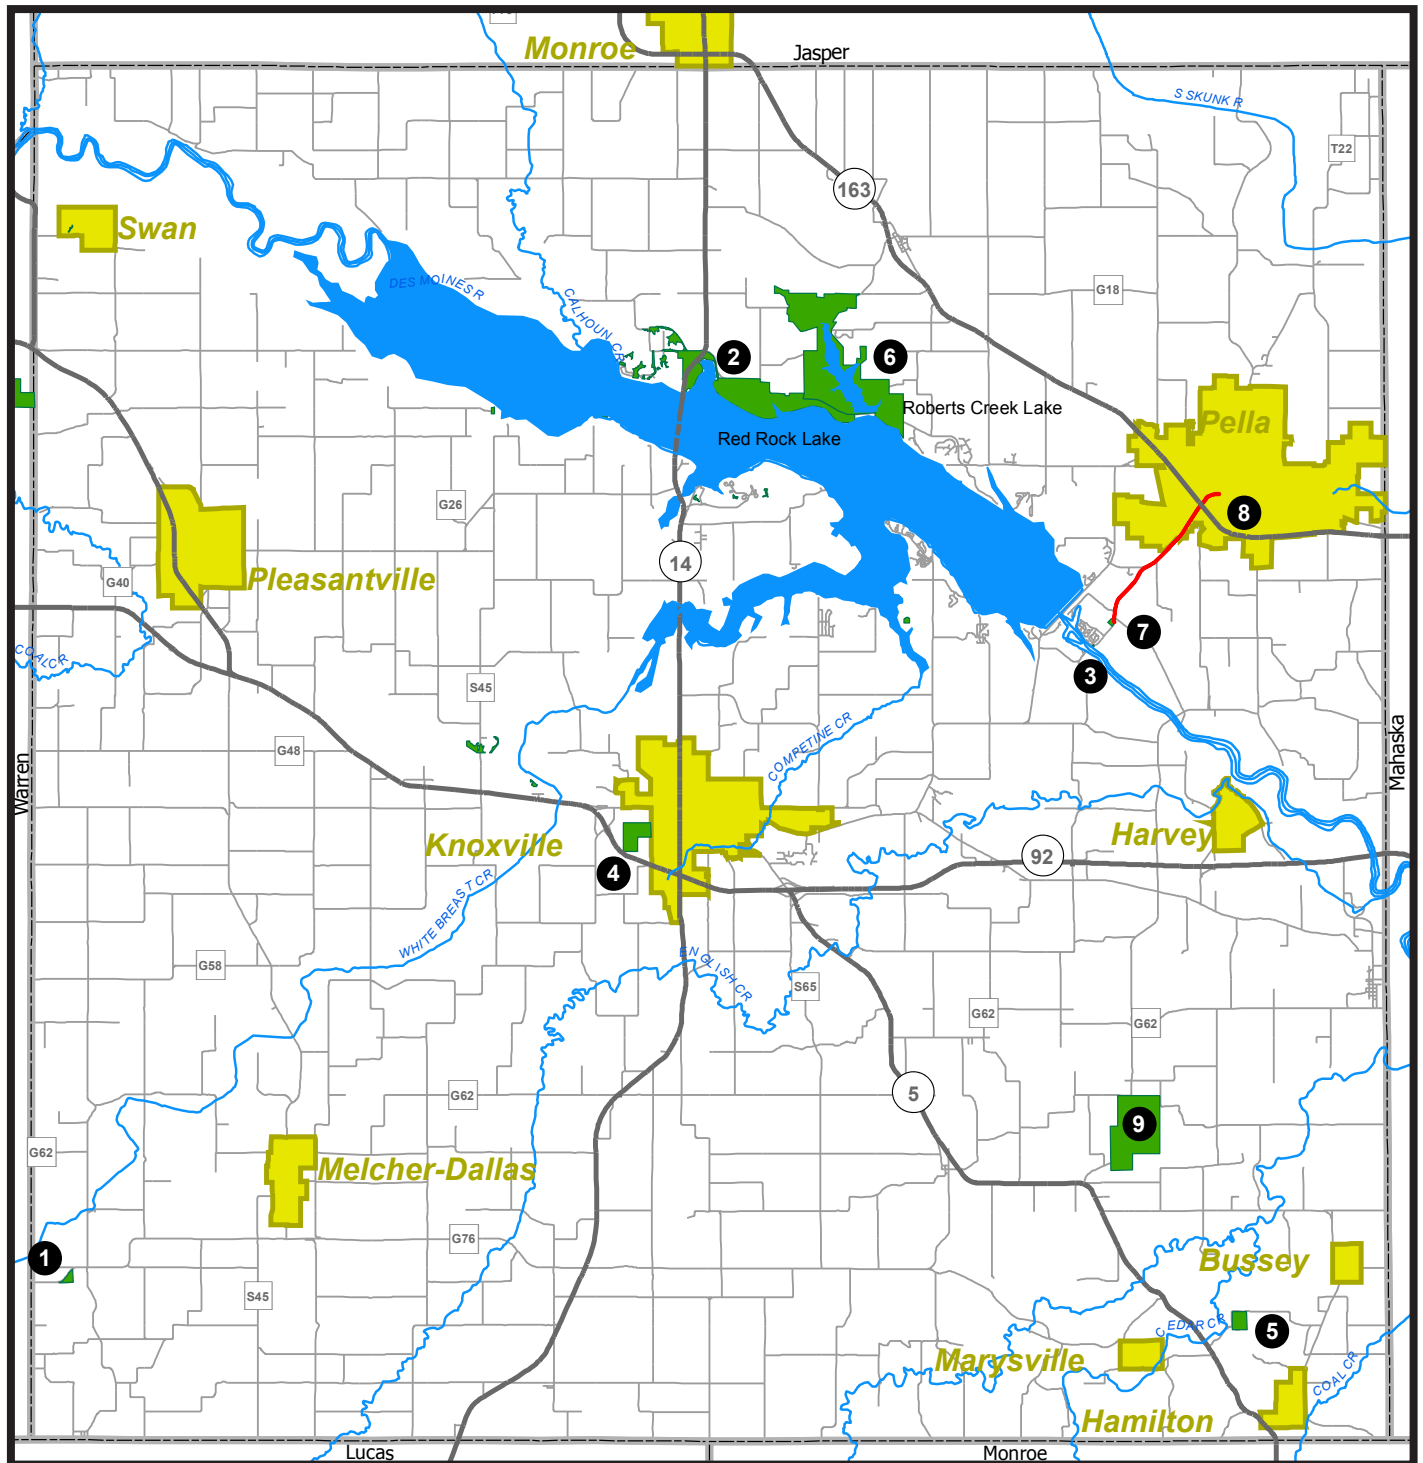 Monroe
Jasper
S SKUNK R
T22
163
Swan
DES MOINES R
G18
CALHOUN CR
2
6
Roberts Creek Lake
Pella
Red Rock Lake
G26
8
14
G40
Pleasantville
7
COAL CR
3
S45
COMPETINE CR
G48
Warren
Mahaska
Knoxville
Harvey
92
4
WHITE BREAST CR
ENGLISH CR
G58
S65
G62
G62
5
G62
9
G62
Melcher-Dallas
G76
1
Bussey
S45
CEDAR CR
5
Marysville
COAL CR
Hamilton
Lucas
Monroe